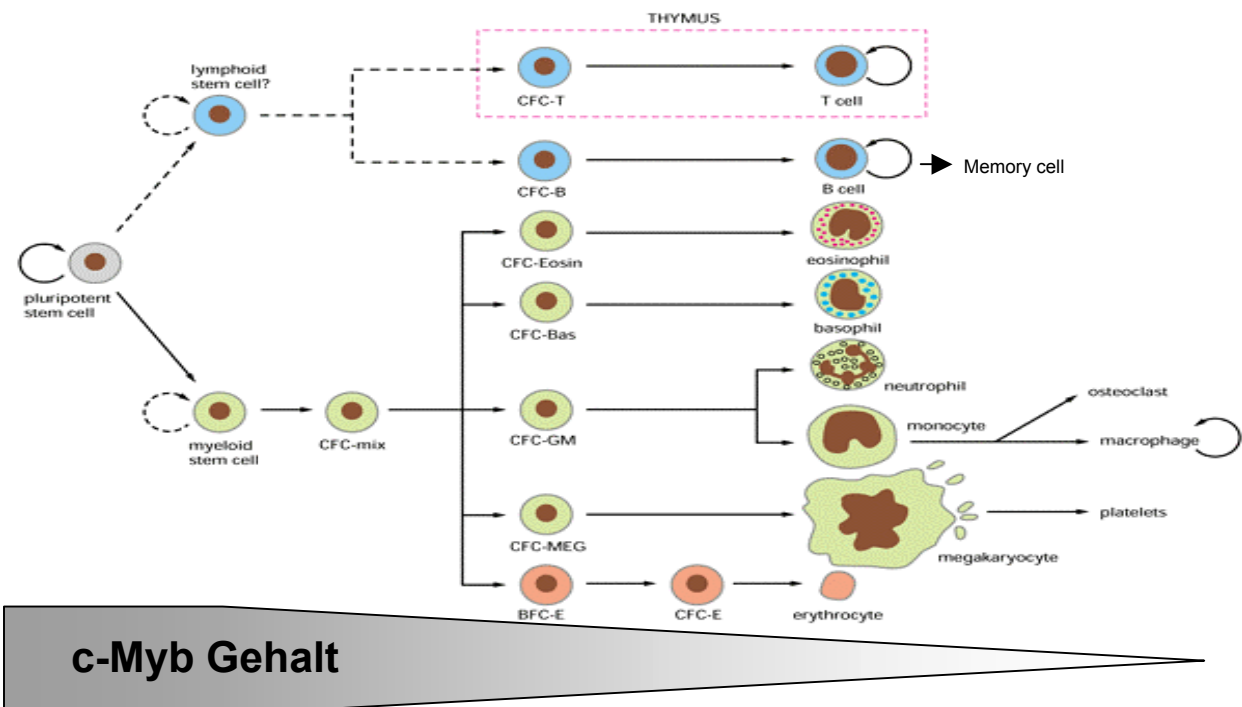 THYMUS
lymphoid
stem cell?
CFC-T
T cell
CFC-B
B cell
Memory cell
pluripotent
stem cell
CFC-Eosin
eosinophil
CFC-Bas
basophil
myeloid
stem cell
CFC-mix
CFC-GM
neutrophil
monocyte
osteoclast
macrophage
CFC-MEG
megakaryocyte
platelets
BFC-E
CFC-E
erythrocyte
c-Myb Gehalt